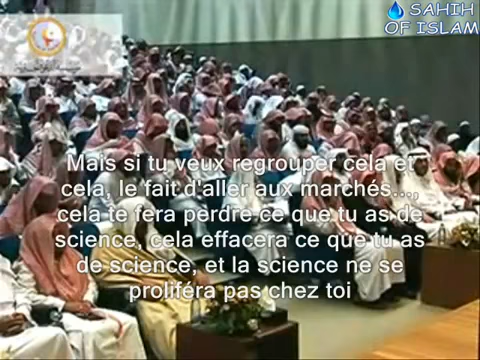 SAHIH
OF ISLAM
Mais si tu veux regrouper cela et
cela, le fait d'aller aux marchés...,
cela te fera perdre ce que tu as de
science, cela effacera ce que tu as
de science, et la science ne se
proliféra pas chez toi